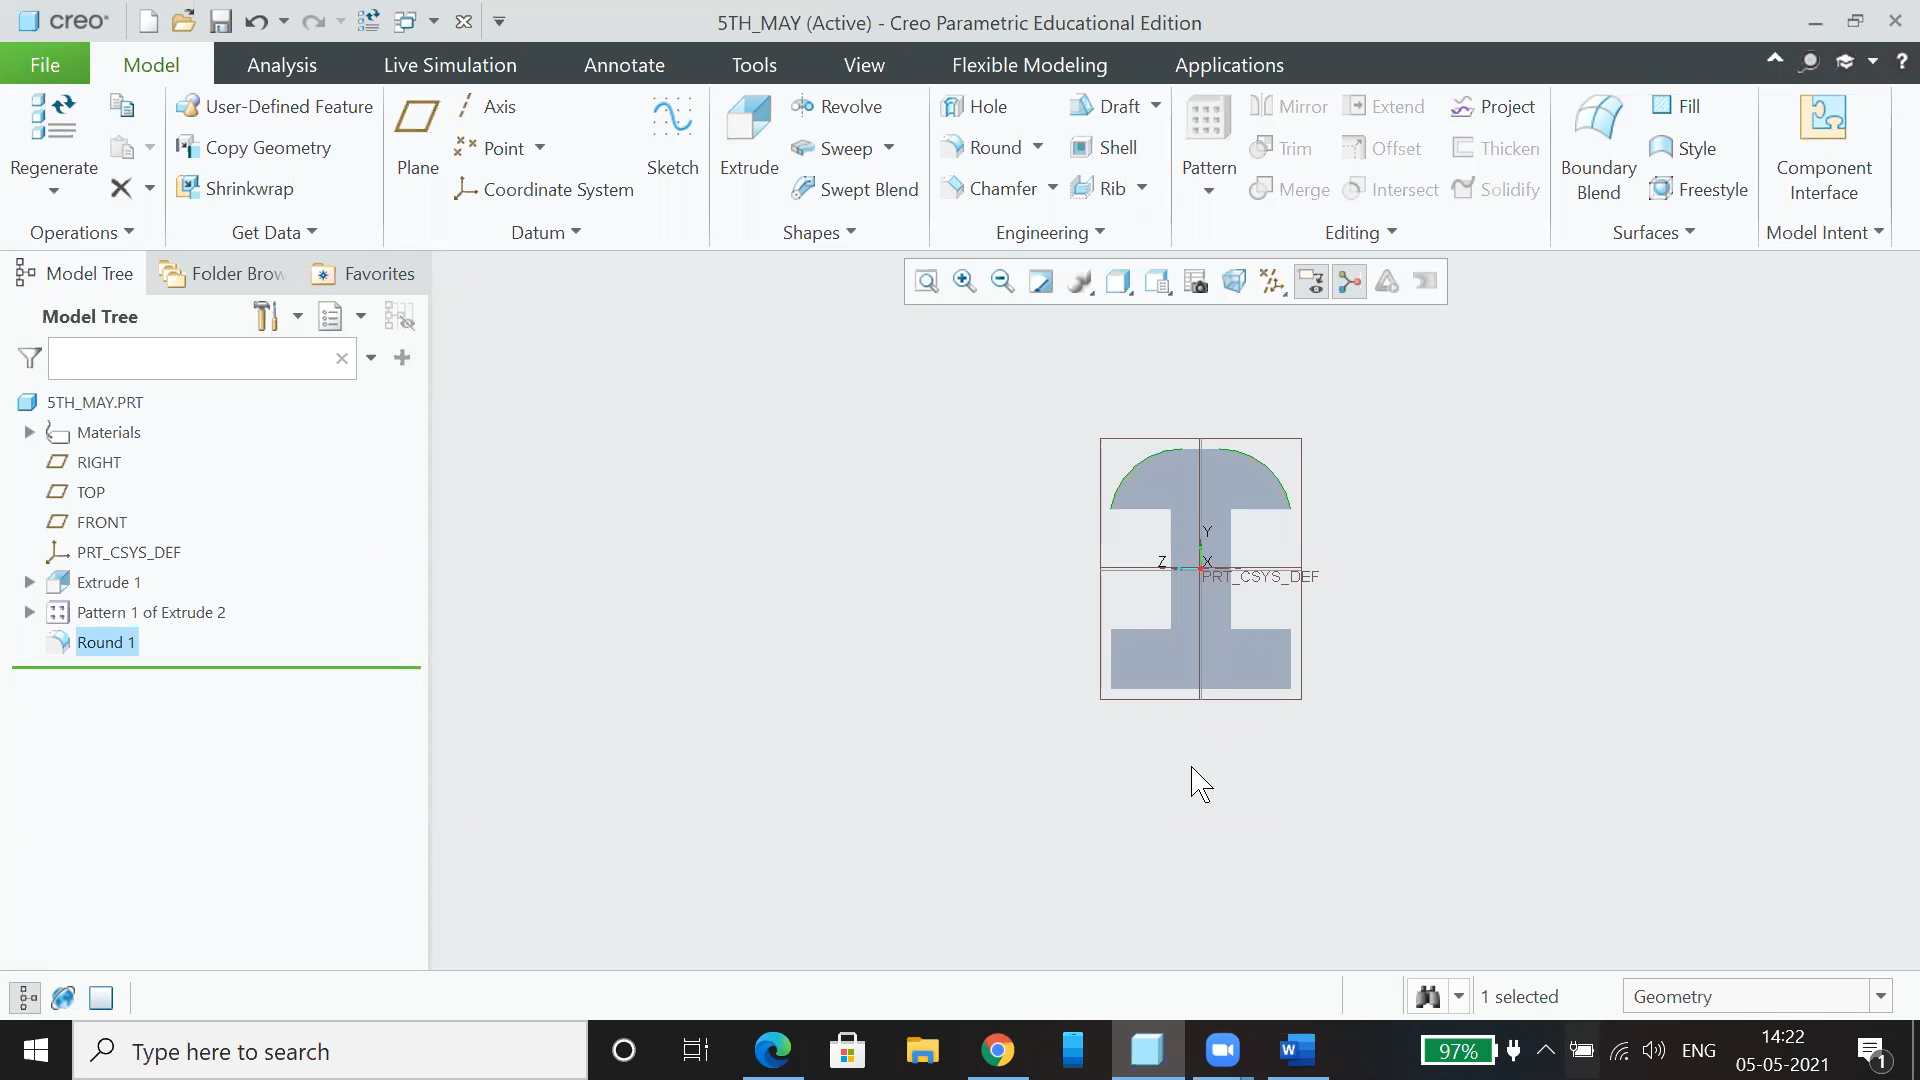 creo
5TH_MAY (Active) - Creo Parametric Educational Edition
File Model Analysis Live Simulation Annotate Tools View Flexible Modeling Applications
Regenerate
User-Defined Feature
Copy Geometry
Shrinkwrap
Plane
Axis
Point
Coordinate System
Sketch
Extrude
Revolve
Sweep
Swept Blend
Hole
Round
Chamfer
Draft
Shell
Rib
Pattern
Mirror
Trim
Merge
Extend
Offset
Intersect
Project
Thicken
Solidify
Boundary
Blend
Fill
Style
Freestyle
Component
Interface
Operations Get Data Datum Shapes Engineering Editing Surfaces Model Intent
Model Tree Folder Brow Favorites
Model Tree
5TH_MAY.PRT
Materials
RIGHT
TOP
FRONT
PRT_CSYS_DEF
Extrude 1
Pattern 1 of Extrude 2
Round 1
Y
Z X
PRT_CSYS_DEF
1 selected
Geometry
Type here to search
W
97%
ENG
14:22
05-05-2021
1